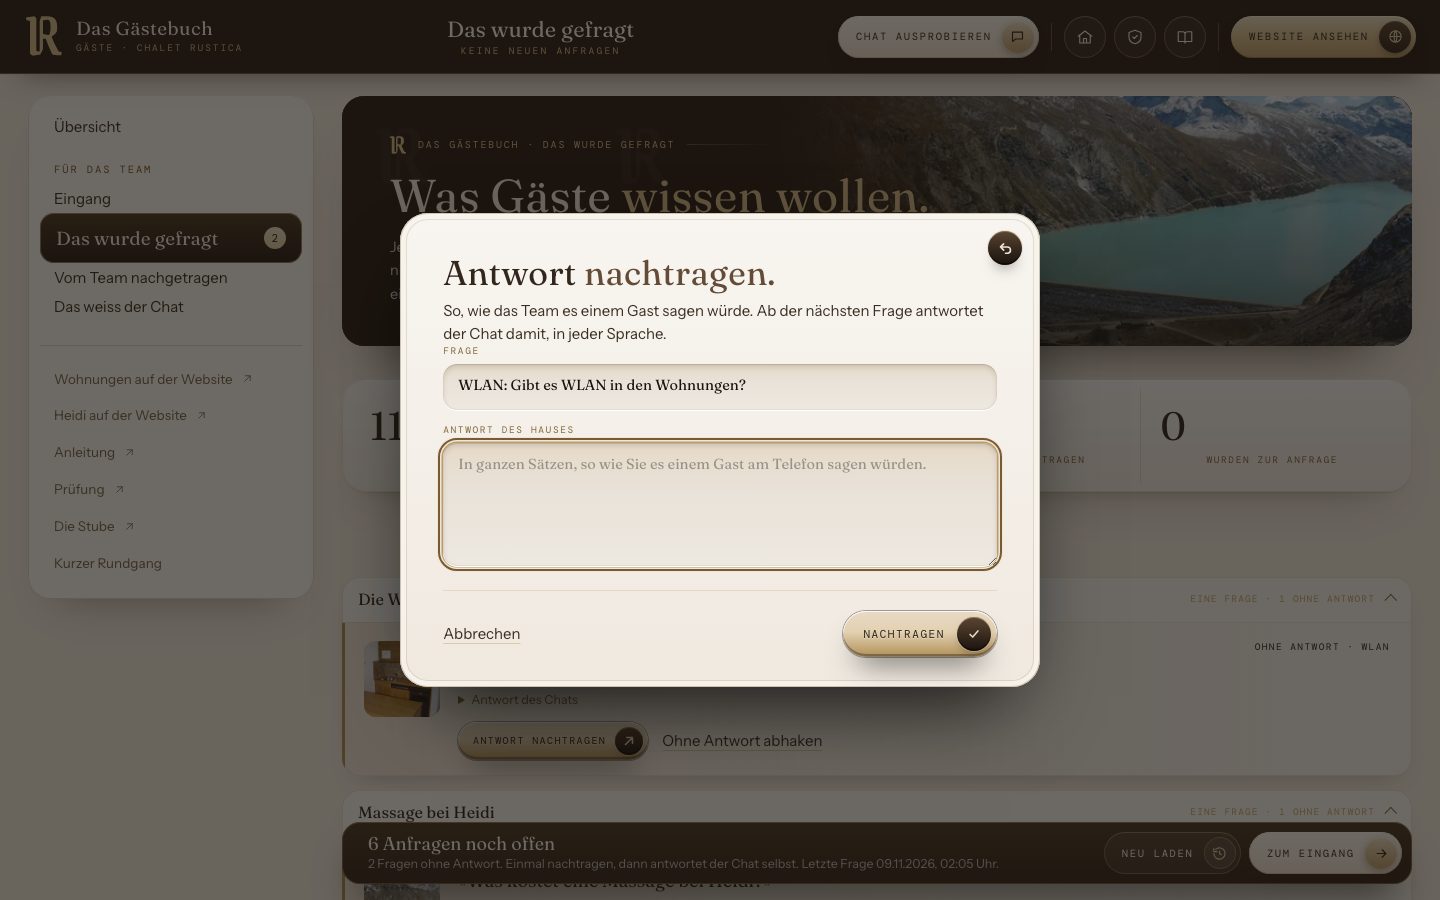 Das Gästebuch
GÄSTE · CHALET RUSTICA
Das wurde gefragt
KEINE NEUEN ANFRAGEN
CHAT AUSPROBIEREN
WEBSITE ANSEHEN
Übersicht
FÜR DAS TEAM
Eingang
Das wurde gefragt
2
Vom Team nachgetragen
Das weiss der Chat
Wohnungen auf der Website
Heidi auf der Website
Anleitung
Prüfung
Die Stube
Kurzer Rundgang
DAS GÄSTEBUCH · DAS WURDE GEFRAGT
Was Gäste wissen wollen.
Antwort nachtragen.
So, wie das Team es einem Gast sagen würde. Ab der nächsten Frage antwortet
der Chat damit, in jeder Sprache.
FRAGE
WLAN: Gibt es WLAN in den Wohnungen?
ANTWORT DES HAUSES
In ganzen Sätzen, so wie Sie es einem Gast am Telefon sagen würden.
Abbrechen
NACHTRAGEN
11
0
WURDEN ZUR ANFRAGE
EINE FRAGE · 1 OHNE ANTWORT
OHNE ANTWORT · WLAN
Antwort des Chats
ANTWORT NACHTRAGEN
Ohne Antwort abhaken
Massage bei Heidi
EINE FRAGE · 1 OHNE ANTWORT
6 Anfragen noch offen
2 Fragen ohne Antwort. Einmal nachtragen, dann antwortet der Chat selbst. Letzte Frage 09.11.2026, 02:05 Uhr.
NEU LADEN
ZUM EINGANG
«Was kostet eine Massage bei Heidi?»